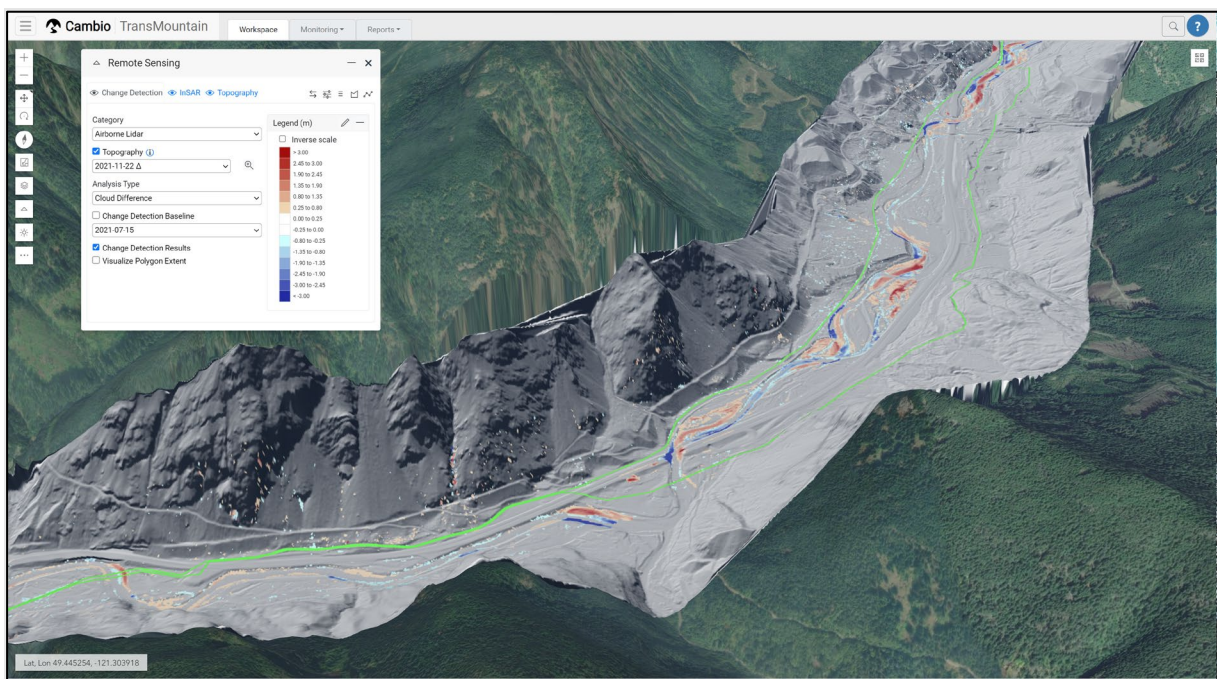 Cambio TransMountain Workspace Monitoring Reports ?
Remote Sensing
Change Detection InSAR Topography
Category
Airborne Lidar
Topography
2021-11-22 Δ
Analysis Type
Cloud Difference
Change Detection Baseline
2021-07-15
Change Detection Results
Visualize Polygon Extent
Legend (m)
Inverse scale
> 3.00
2.45 to 3.00
1.90 to 2.45
1.35 to 1.90
0.80 to 1.35
0.25 to 0.80
0.00 to 0.25
-0.25 to 0.00
-0.80 to -0.25
-1.35 to -0.80
-1.90 to -1.35
-2.45 to -1.90
-3.00 to -2.45
< -3.00
Lat, Lon 49.445254, -121.303918